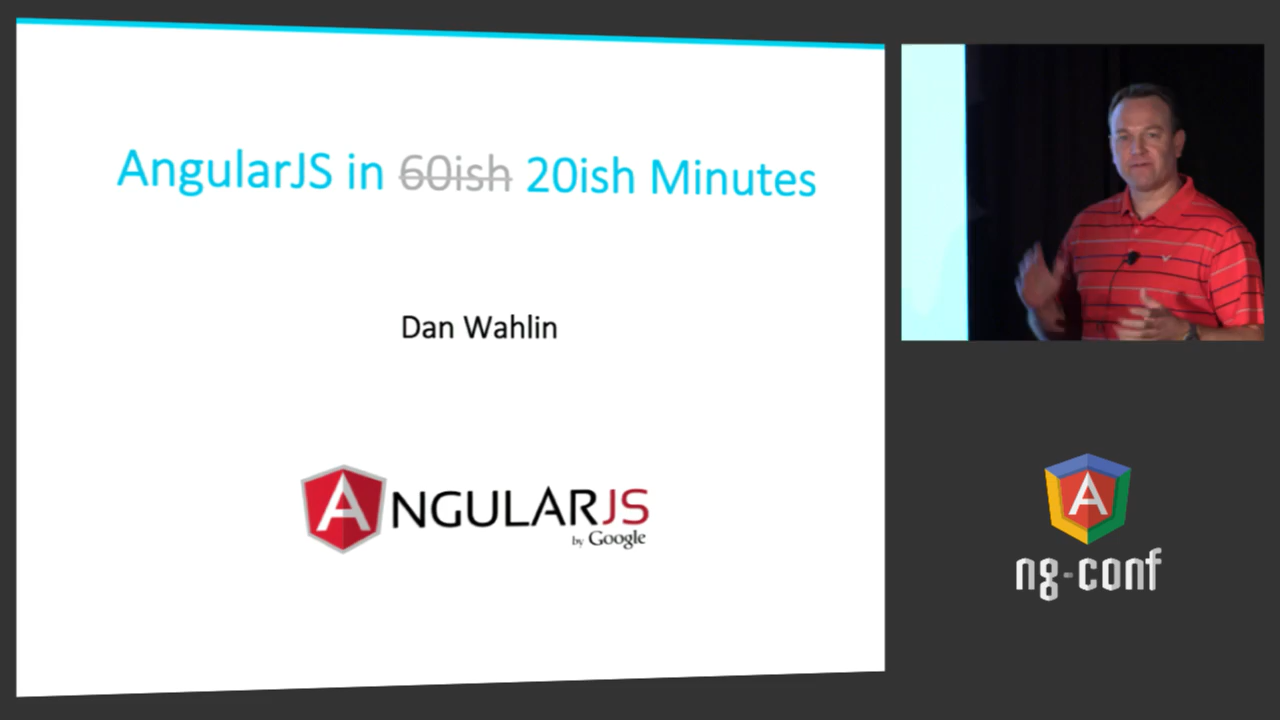 AngularJS in 60ish 20ish Minutes
Dan Wahlin
ANGULARJS
by Google
ng-conf